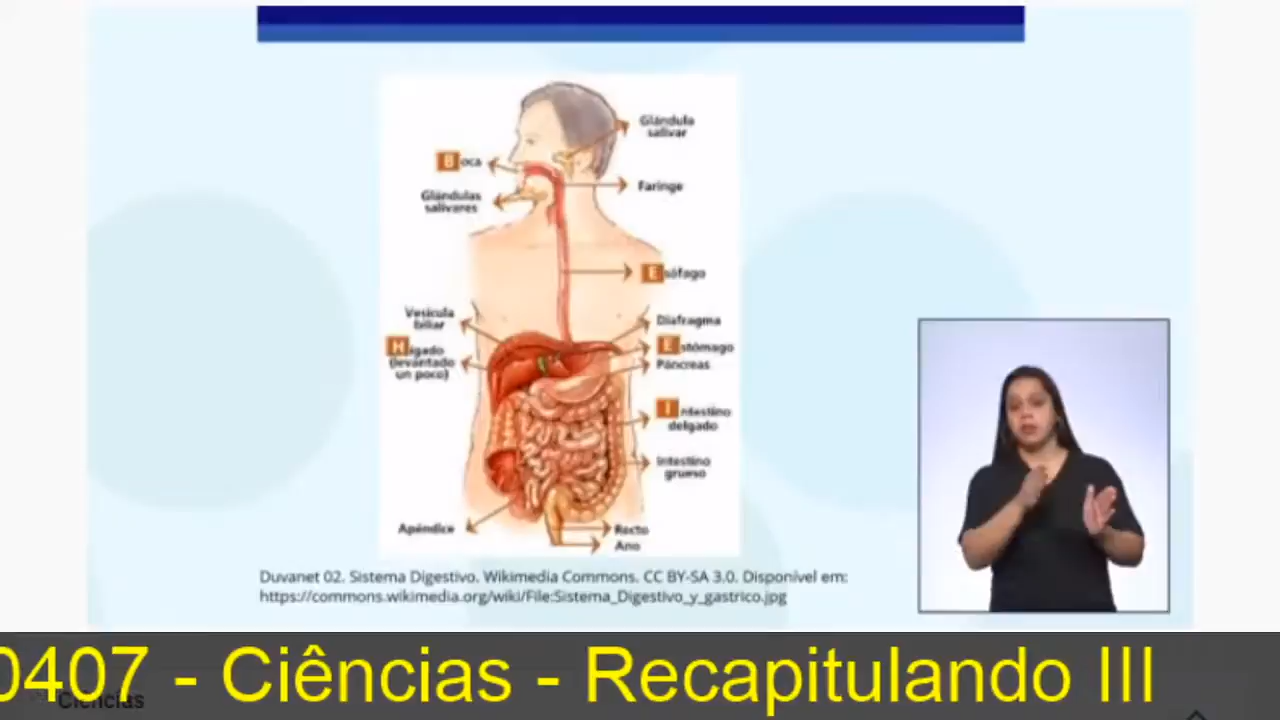 Glándula
salivar
Boca
Glándulas
salivares
Faringe
Esófago
Vesícula
biliar
Diafragma
Hígado
(levantado
un poco)
Estómago
Páncreas
Intestino
delgado
Intestino
grueso
Apéndice
Recto
Ano
Duvanet 02. Sistema Digestivo. Wikimedia Commons. CC BY-SA 3.0. Disponível em:
https://commons.wikimedia.org/wiki/File:Sistema_Digestivo_y_gastrico.jpg
0407 - Ciências - Recapitulando III
Ciências